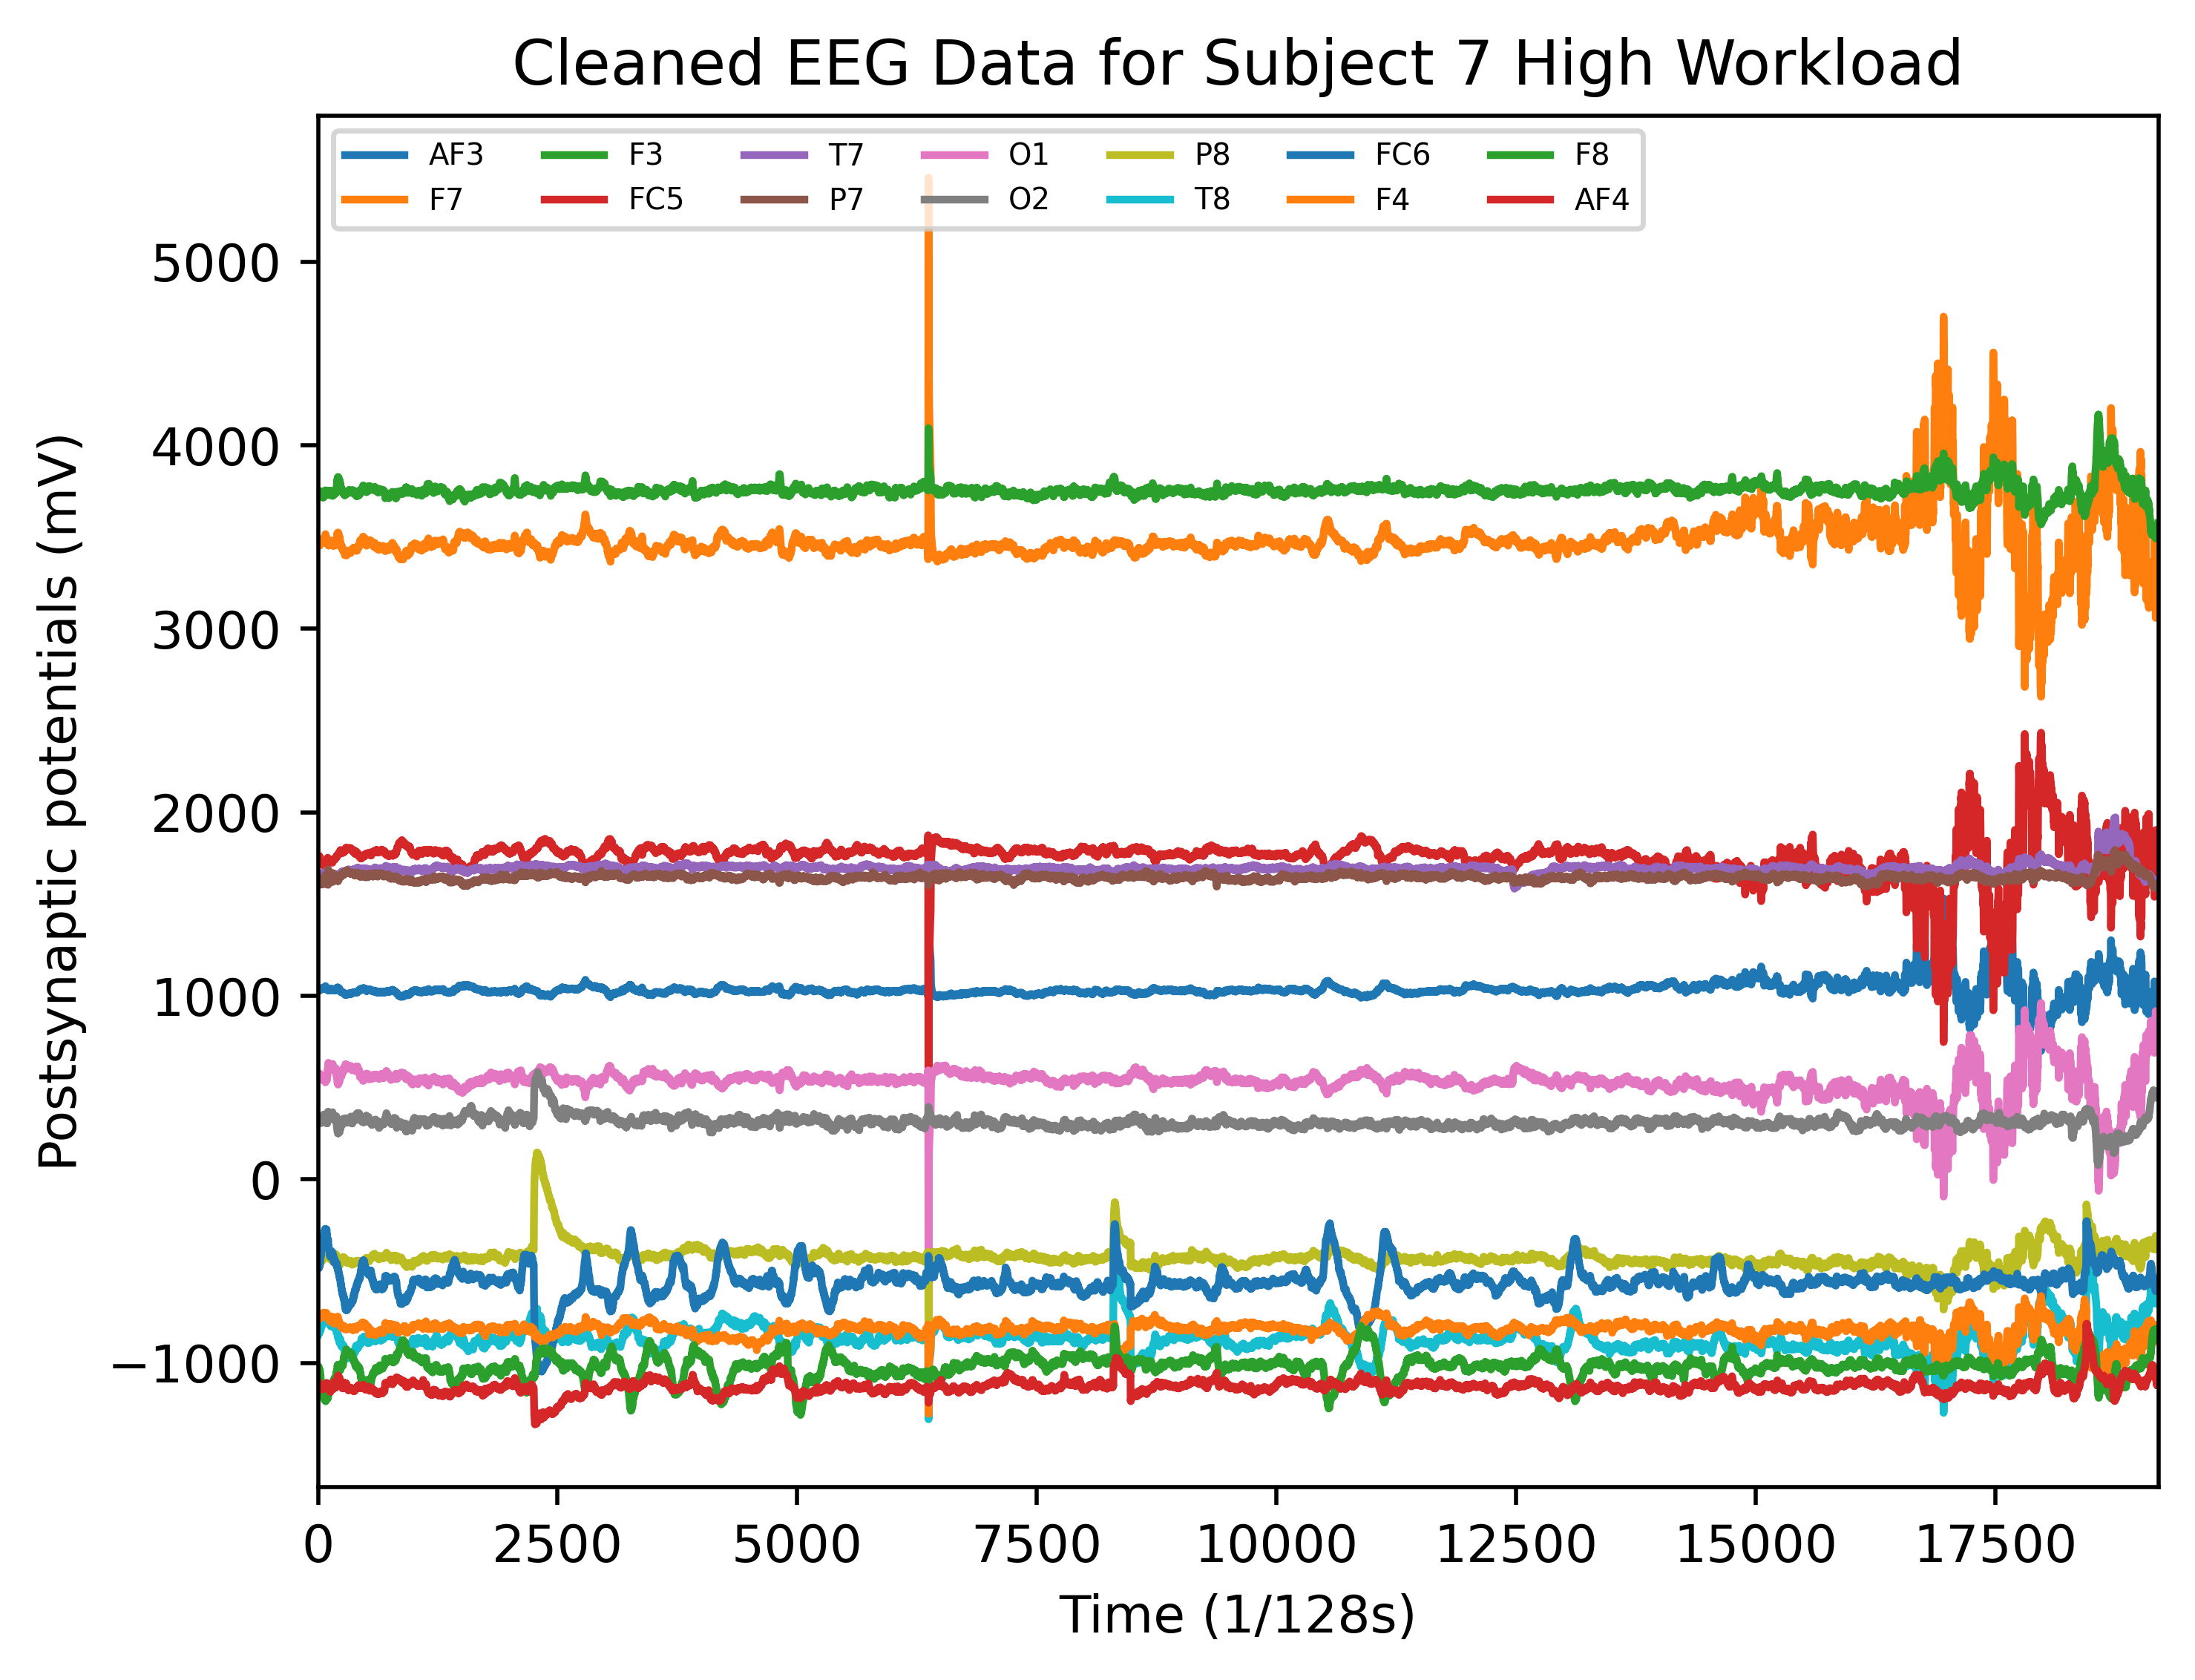 Cleaned EEG Data for Subject 7 High Workload
AF3 F3 T7 O1 P8 FC6 F8
F7 FC5 P7 O2 T8 F4 AF4
5000
4000
3000
2000
1000
0
−1000
Postsynaptic potentials (mV)
0 2500 5000 7500 10000 12500 15000 17500
Time (1/128s)